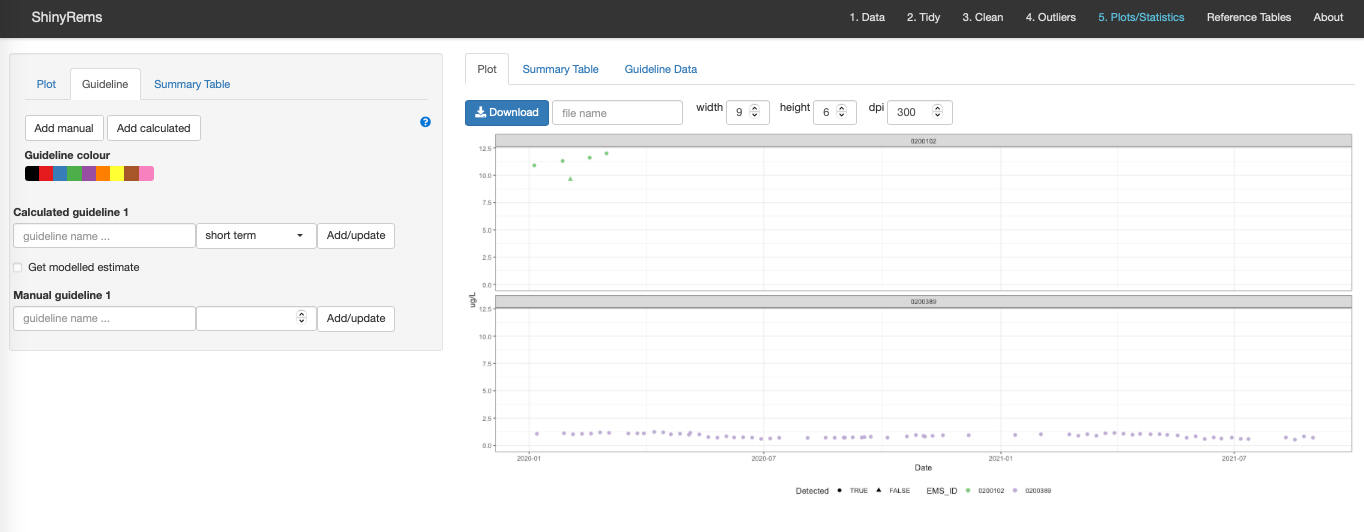 ShinyRems 1. Data 2. Tidy 3. Clean 4. Outliers 5. Plots/Statistics Reference Tables About
Plot Guideline Summary Table
Add manual Add calculated ?
Guideline colour
Calculated guideline 1
guideline name ... short term Add/update
Get modelled estimate
Manual guideline 1
guideline name ... Add/update
Plot Summary Table Guideline Data
Download file name width 9 height 6 dpi 300
0200102
12.5
10.0
7.5
5.0
2.5
0.0
ug/L
0200389
12.5
10.0
7.5
5.0
2.5
0.0
2020-01 2020-07 2021-01 2021-07
Date
Detected TRUE FALSE EMS_ID 0200102 0200389